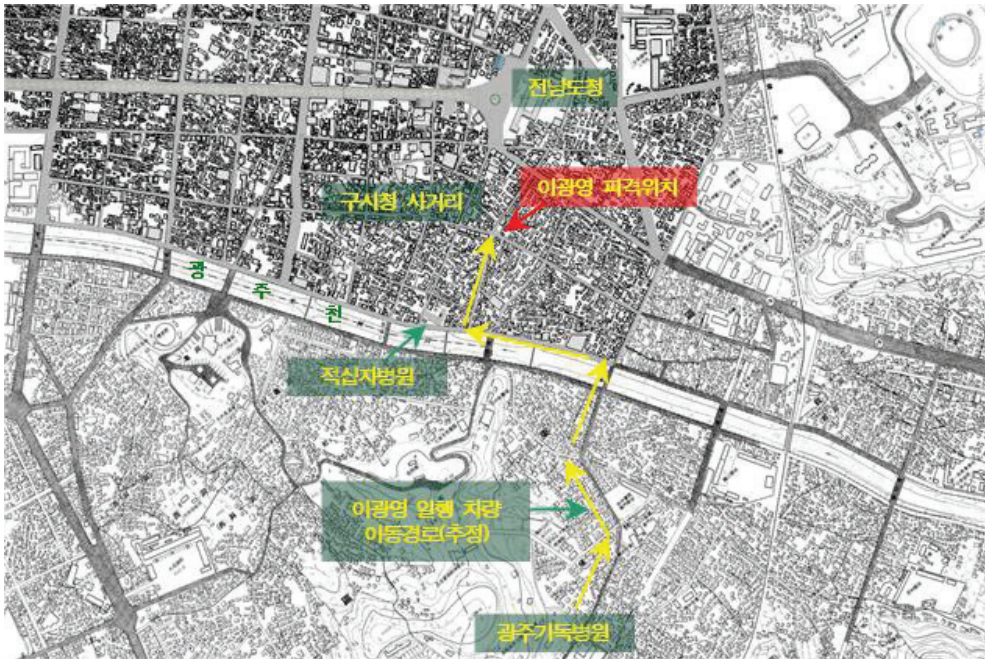 전남도청
이광영 피격위치
구시청 사거리
광주천
적십자병원
이광영 일행 차량
이동경로(추정)
광주기독병원